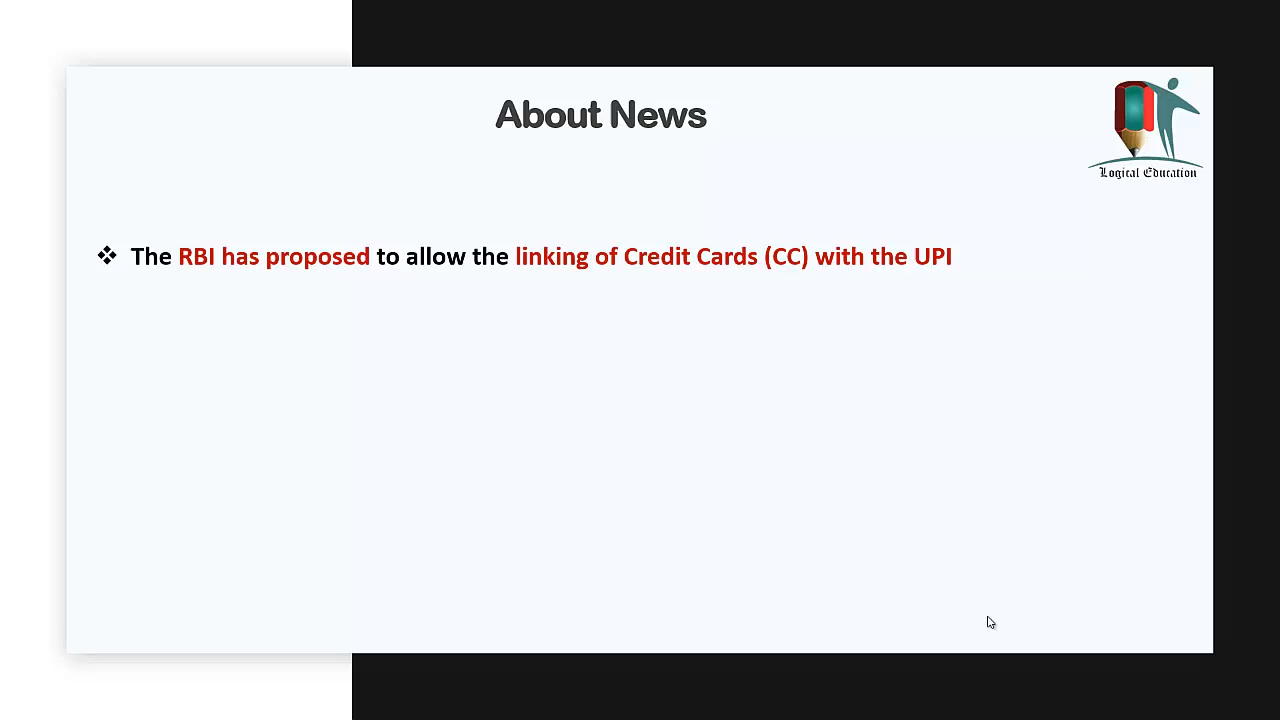 About News
Logical Education
❖ The RBI has proposed to allow the linking of Credit Cards (CC) with the UPI